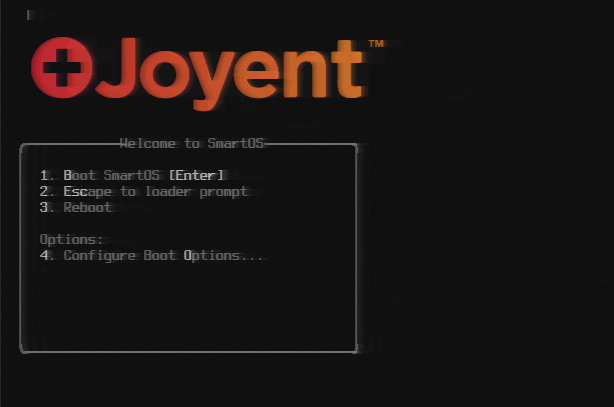 Joyent™
Welcome to SmartOS
1. Boot SmartOS [Enter]
2. Escape to loader prompt
3. Reboot
Options:
4. Configure Boot Options...